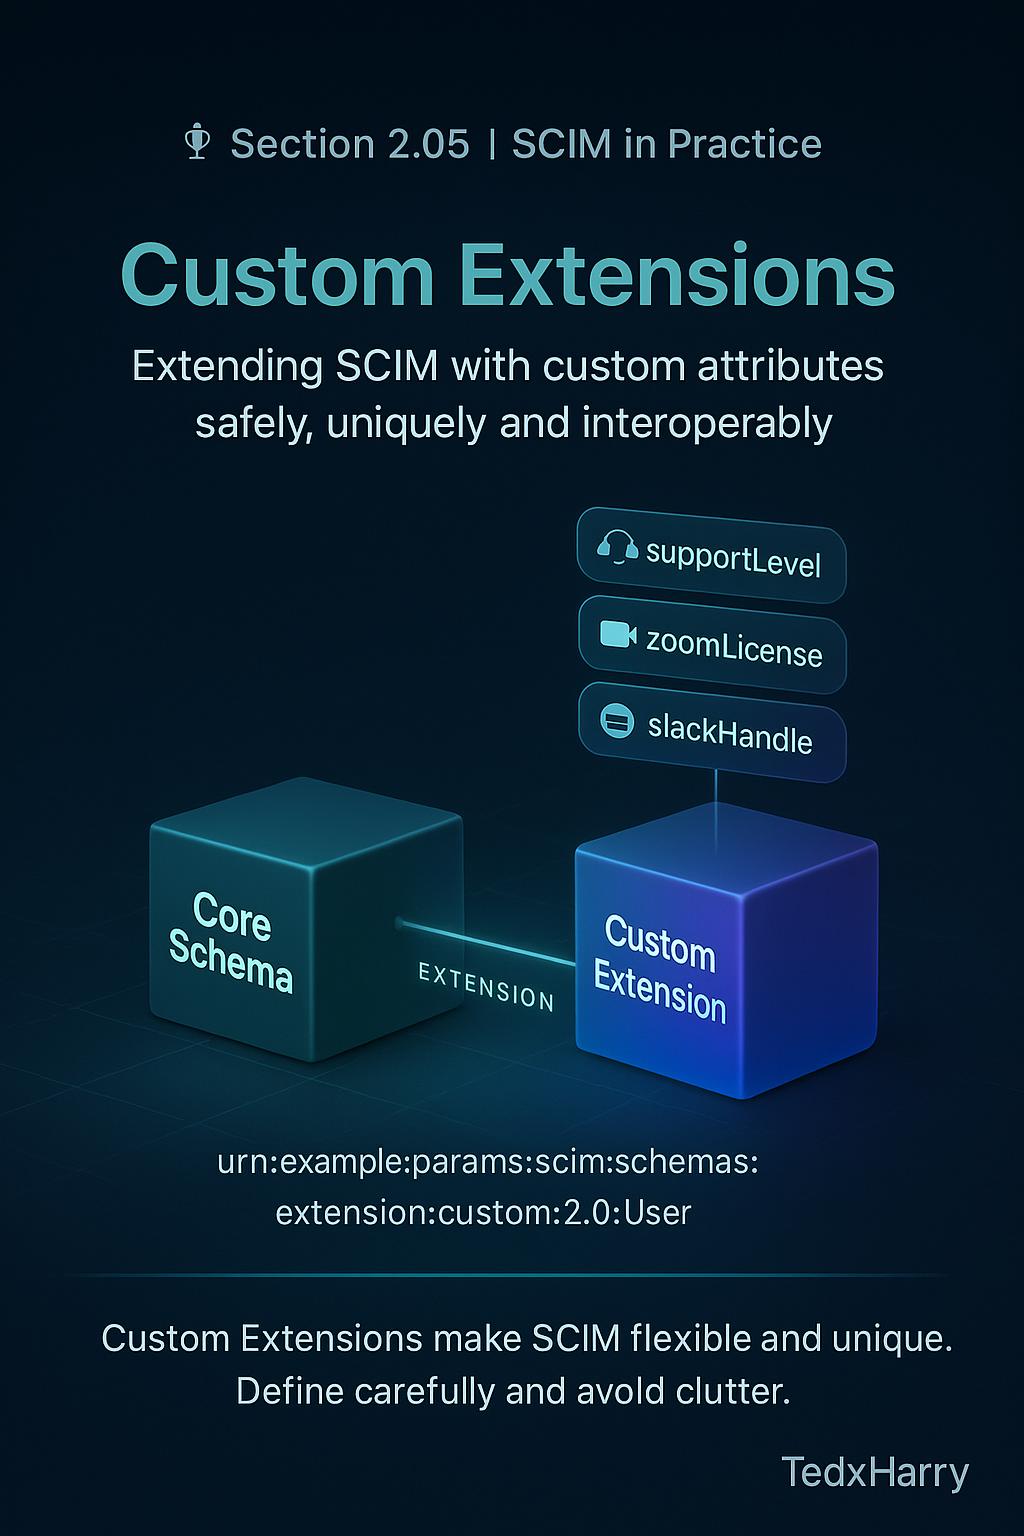 Section 2.05 | SCIM in Practice
Custom Extensions
Extending SCIM with custom attributes
safely, uniquely and interoperably
supportLevel
zoomLicense
slackHandle
Core
Schema
EXTENSION
Custom
Extension
urn:example:params:scim:schemas:
extension:custom:2.0:User
Custom Extensions make SCIM flexible and unique.
Define carefully and avold clutter.
TedxHarry